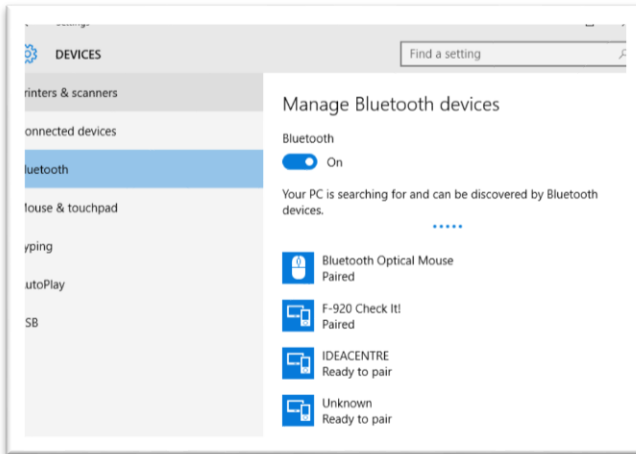 DEVICES
Find a setting
rinters & scanners
onnected devices
luetooth
ouse & touchpad
yping
utoPlay
SB
Manage Bluetooth devices
Bluetooth
On
Your PC is searching for and can be discovered by Bluetooth
devices.
Bluetooth Optical Mouse
Paired
F-920 Check It!
Paired
IDEACENTRE
Ready to pair
Unknown
Ready to pair